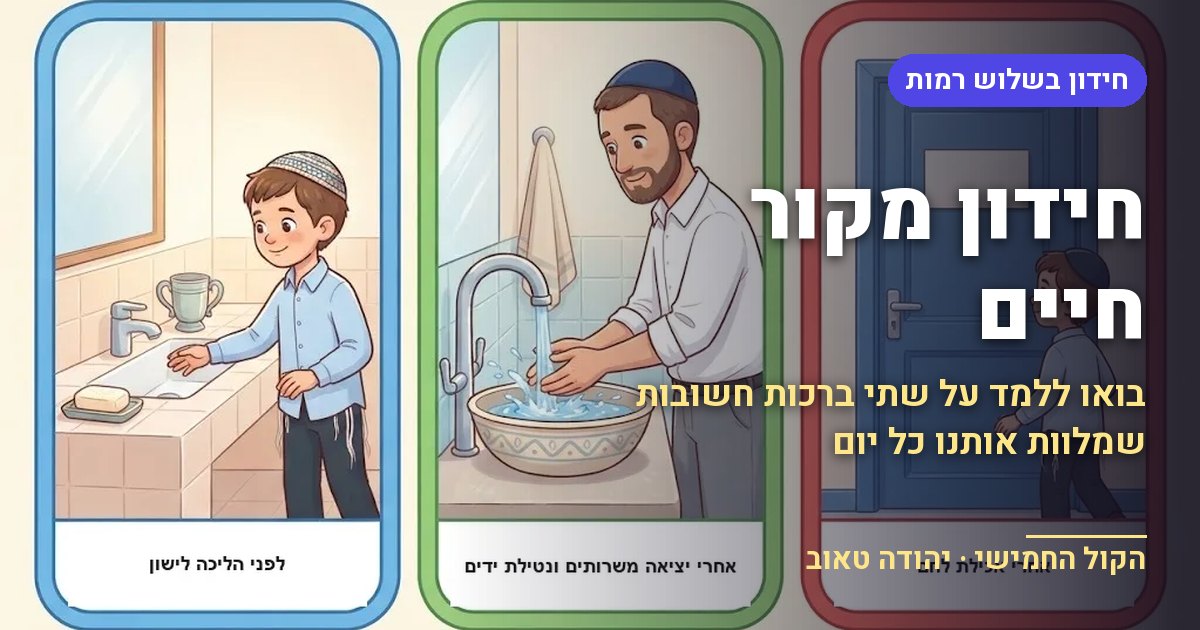 חידון בשלוש רמות
חידון מקור
חיים
בואו ללמד על שתי ברכות חשובות
שמלוות אותנו כל יום
הקול החמישי · יהודה טאוב
אחרי יציאה משרותים ונטילת ידים
לפני הליכה לישון